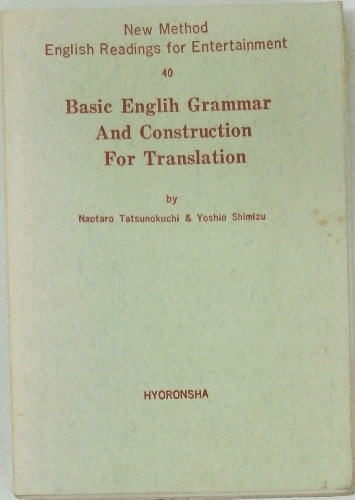 New Method
English Readings for Entertainment
40
Basic Englih Grammar
And Construction
For Translation
by
Naotaro Tatsunokuchi & Yoshio Shimizu
HYORONSHA